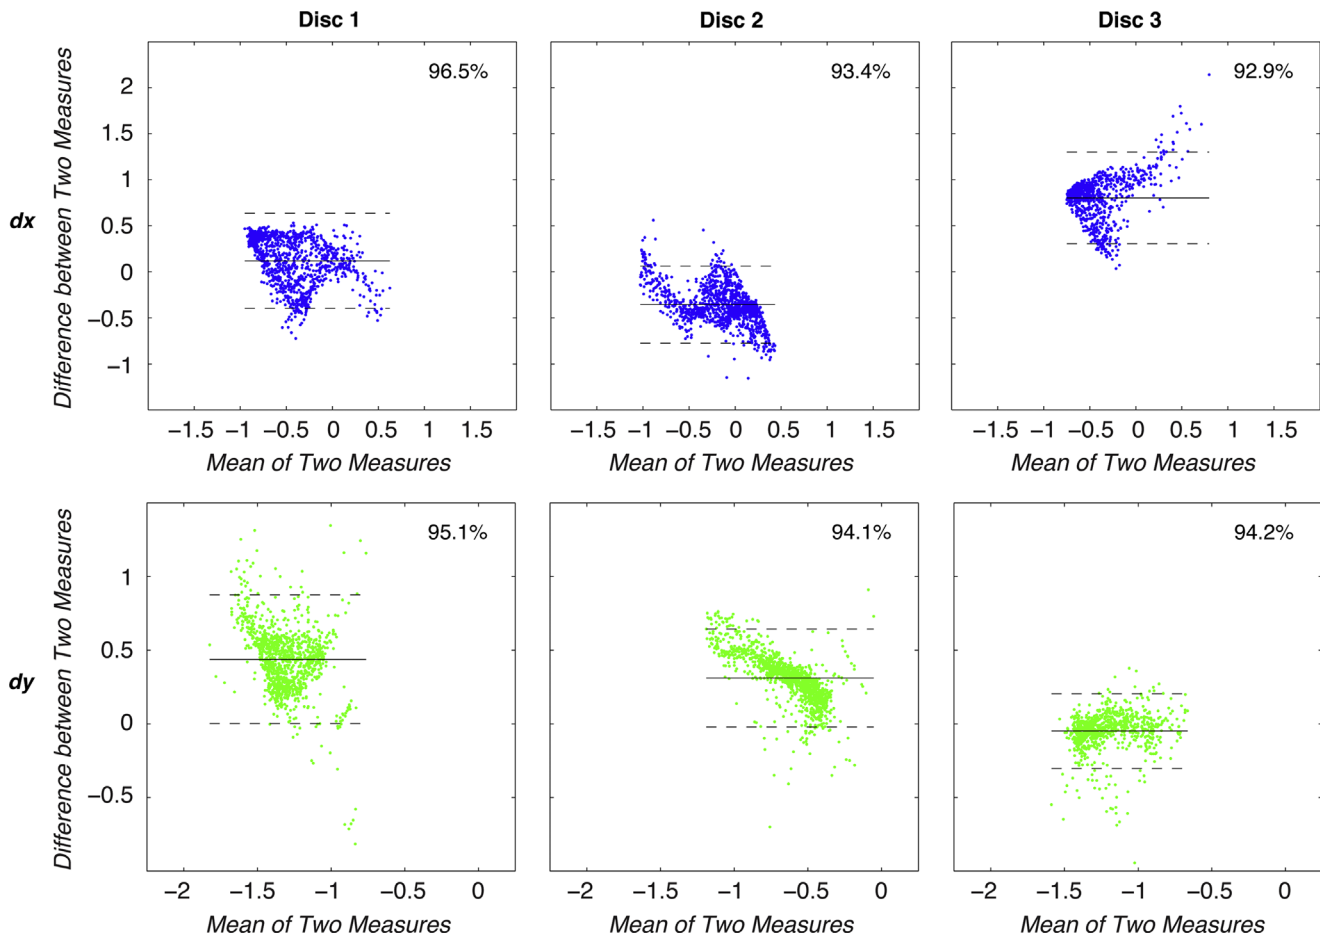 Disc 1 Disc 2 Disc 3
dx
Difference between Two Measures
2
1.5
1
0.5
0
−0.5
−1
96.5% 93.4% 92.9%
−1.5 −1 −0.5 0 0.5 1 1.5 −1.5 −1 −0.5 0 0.5 1 1.5 −1.5 −1 −0.5 0 0.5 1 1.5
Mean of Two Measures Mean of Two Measures Mean of Two Measures
dy
Difference between Two Measures
1
0.5
0
−0.5
95.1% 94.1% 94.2%
−2 −1.5 −1 −0.5 0 −2 −1.5 −1 −0.5 0 −2 −1.5 −1 −0.5 0
Mean of Two Measures Mean of Two Measures Mean of Two Measures